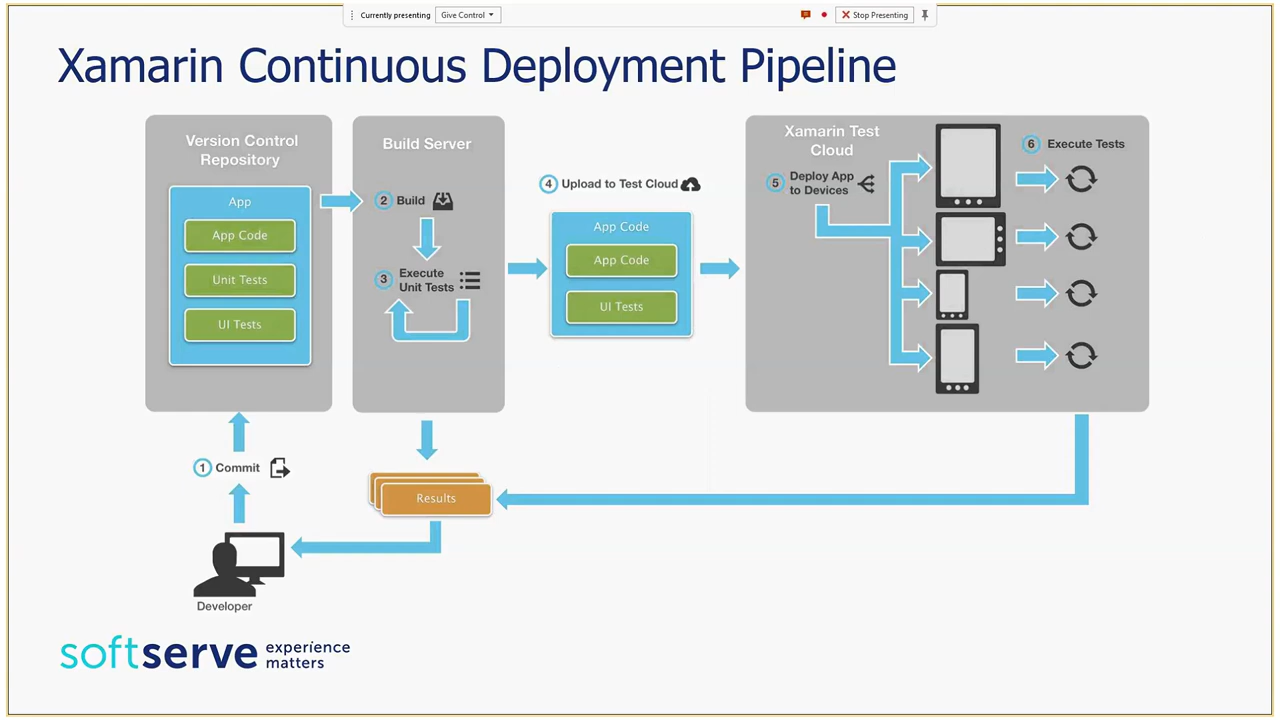 Currently presenting
Give Control
Stop Presenting
Xamarin Continuous Deployment Pipeline
Version Control
Repository
App
App Code
Unit Tests
UI Tests
Build Server
2 Build
3 Execute
Unit Tests
4 Upload to Test Cloud
App Code
App Code
UI Tests
Xamarin Test
Cloud
5 Deploy App
to Devices
6 Execute Tests
1 Commit
Results
Developer
softserve
experience
matters